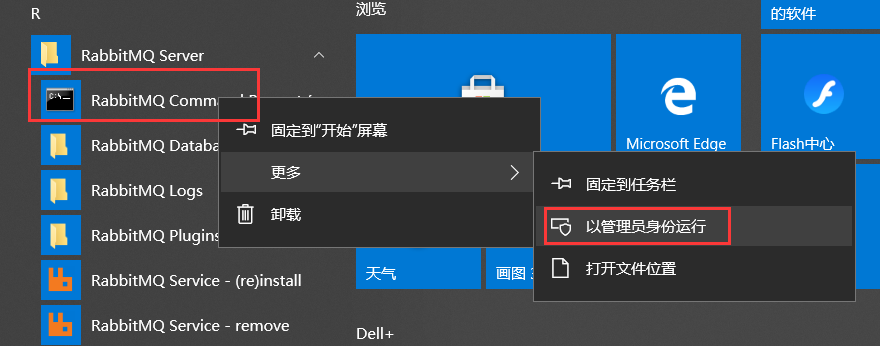 R
RabbitMQ Server
RabbitMQ Comma
RabbitMQ Databa
RabbitMQ Logs
RabbitMQ Plugins
RabbitMQ Service - (re)install
RabbitMQ Service - remove
固定到“开始”屏幕
更多
卸载
固定到任务栏
以管理员身份运行
打开文件位置
浏览
的软件
Microsoft Edge
Flash中心
天气
画图
Dell+